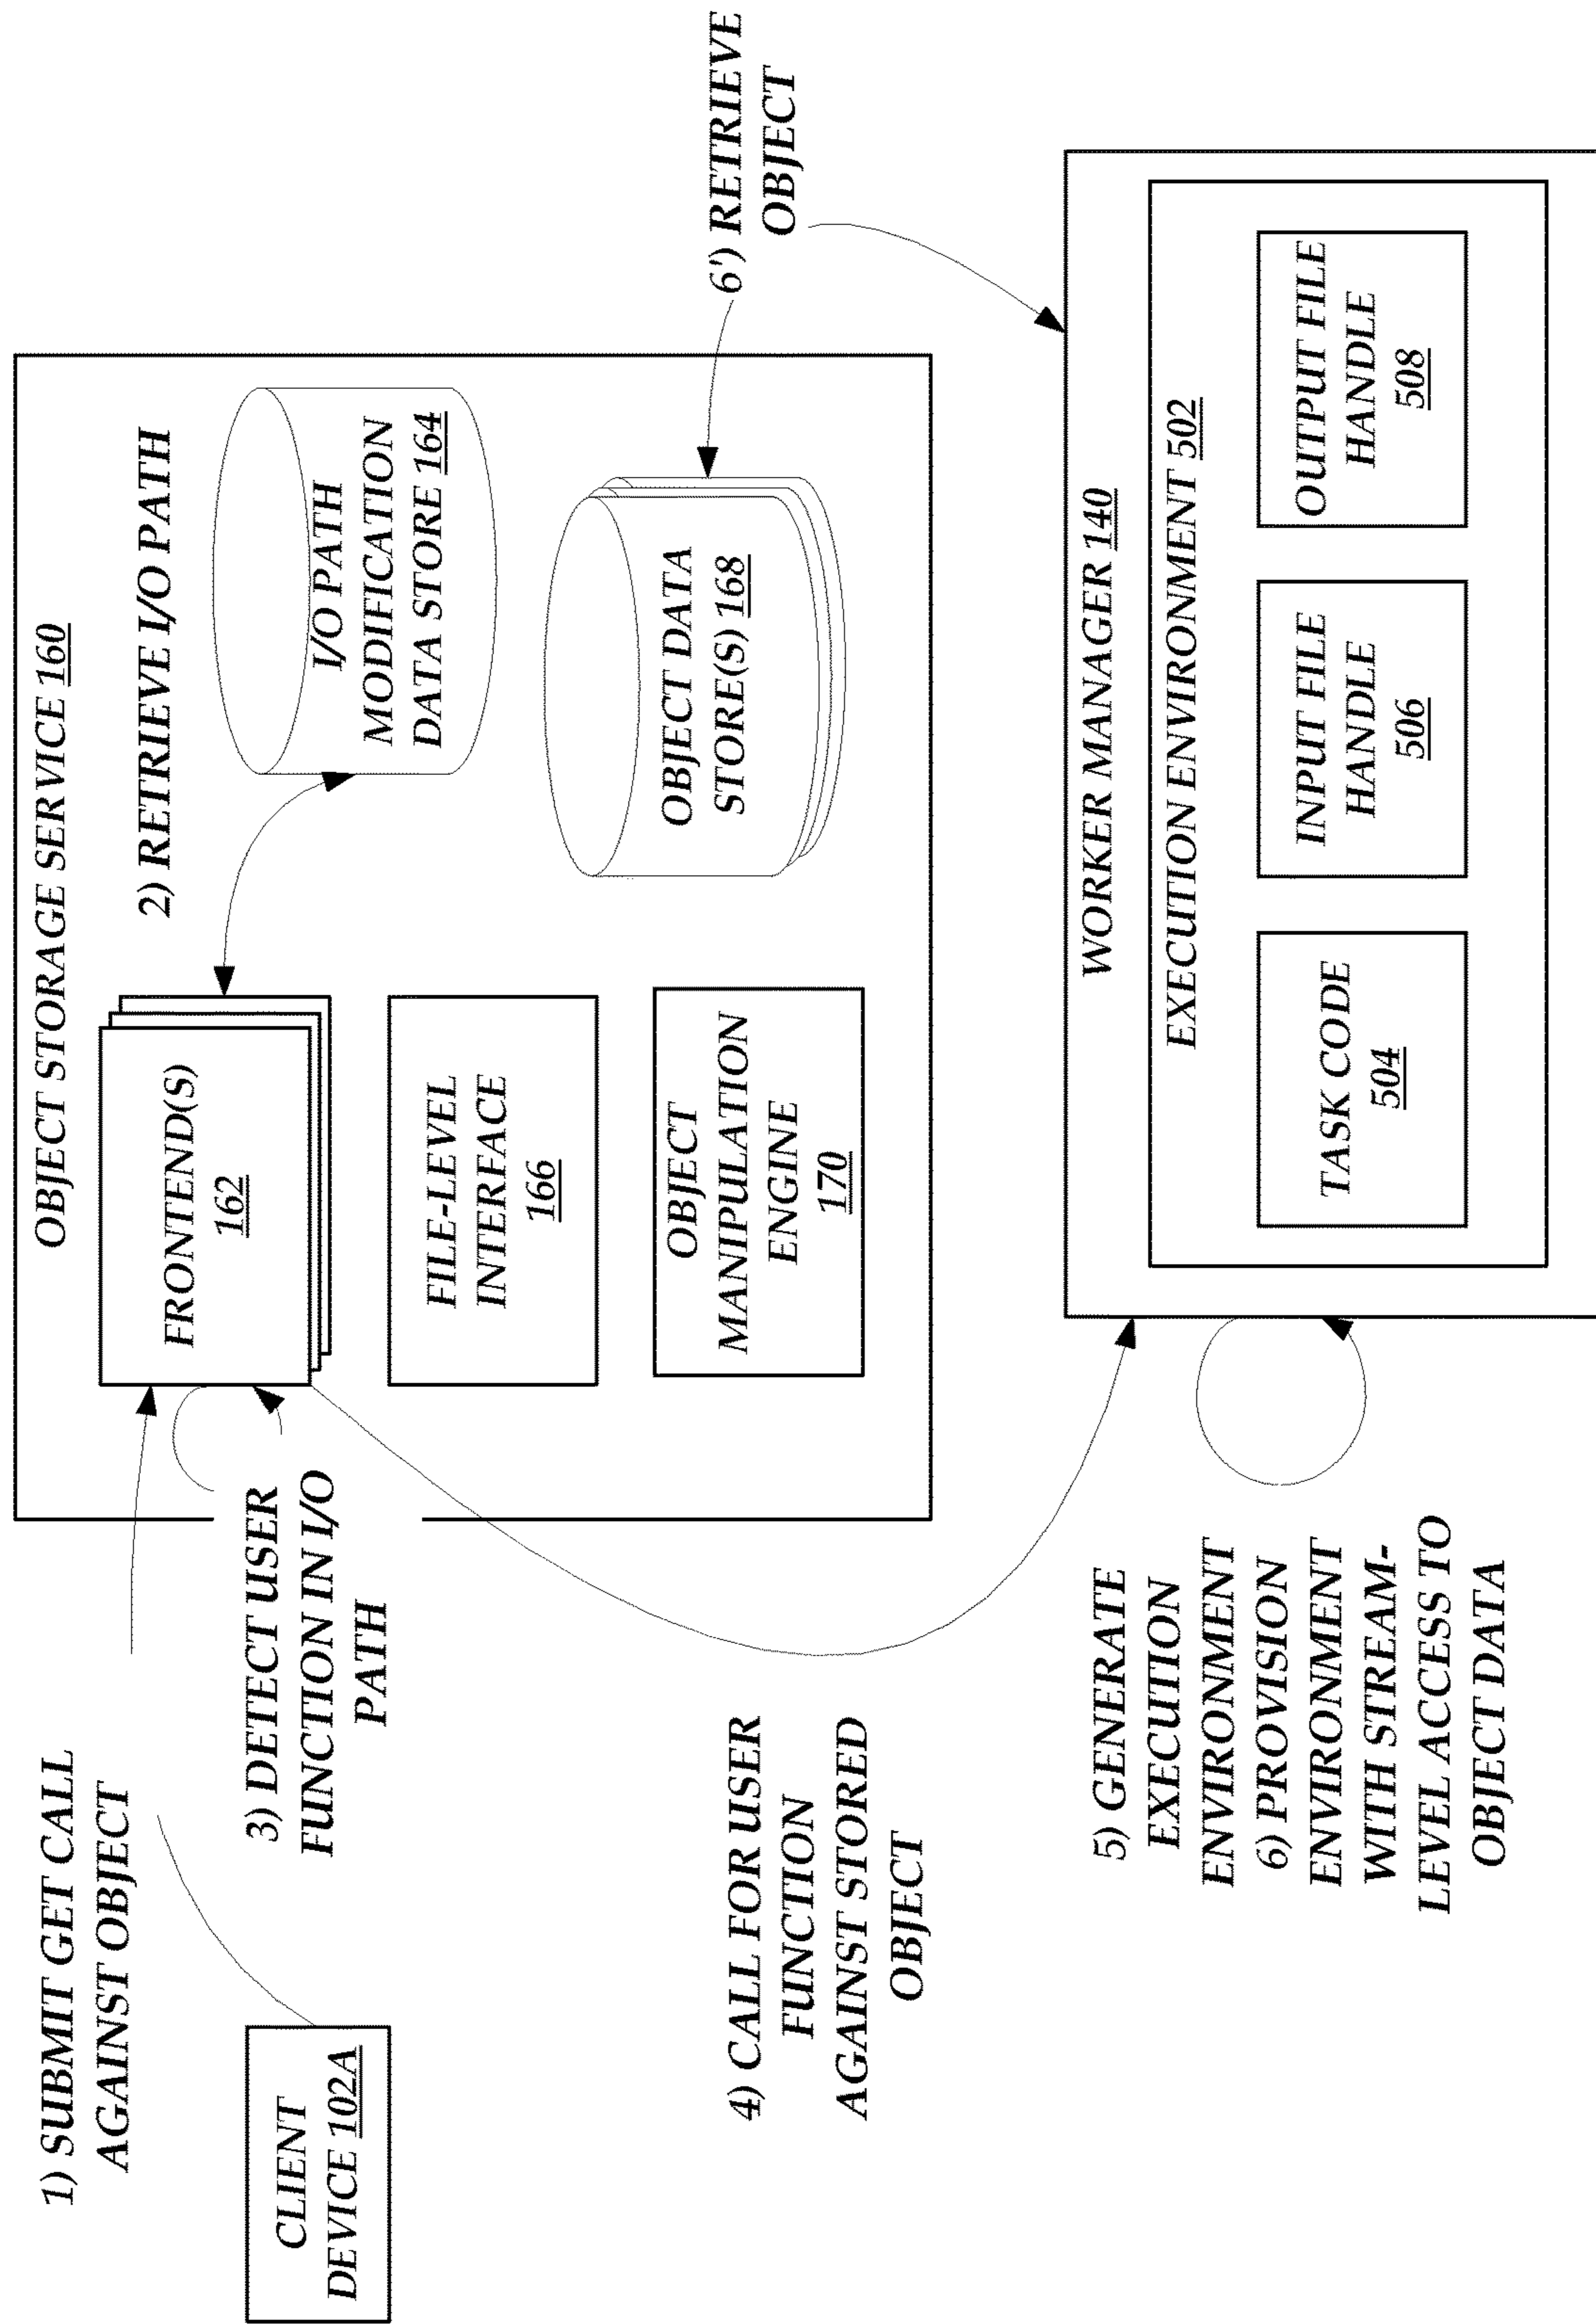 1) SUBMIT GET CALL
AGAINST OBJECT
CLIENT
DEVICE 102A
OBJECT STORAGE SERVICE 160
FRONTEND(S)
162
2) RETRIEVE I/O PATH
I/O PATH
MODIFICATION
DATA STORE 164
3) DETECT USER
FUNCTION IN I/O
PATH
FILE-LEVEL
INTERFACE
166
OBJECT
MANIPULATION
ENGINE
170
OBJECT DATA
STORE(S) 168
6') RETRIEVE
OBJECT
4) CALL FOR USER
FUNCTION
AGAINST STORED
OBJECT
5) GENERATE
EXECUTION
ENVIRONMENT
6) PROVISION
ENVIRONMENT
WITH STREAM-
LEVEL ACCESS TO
OBJECT DATA
WORKER MANAGER 140
EXECUTION ENVIRONMENT 502
TASK CODE
504
INPUT FILE
HANDLE
506
OUTPUT FILE
HANDLE
508